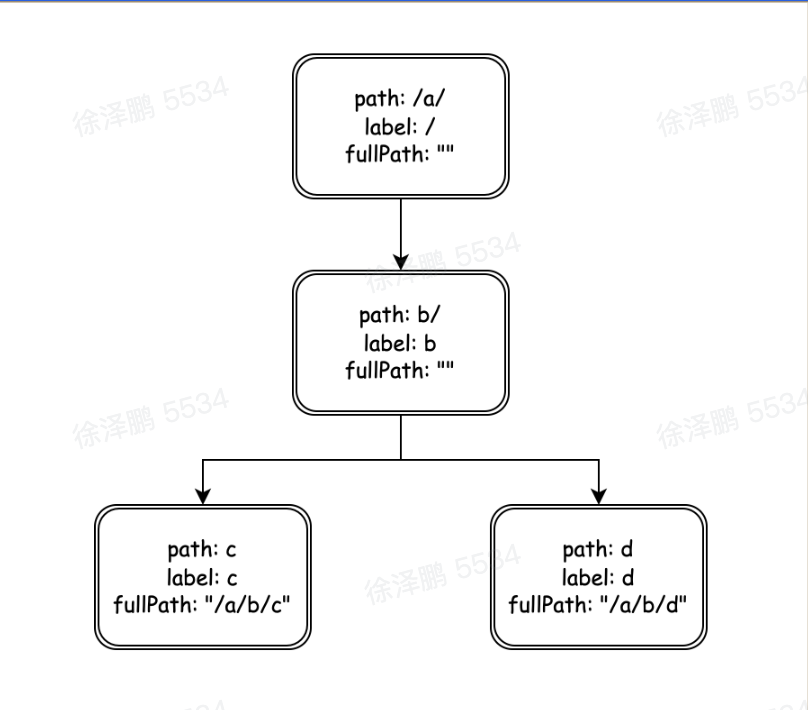 徐泽鹏 5534
徐泽鹏 5534
path: /a/
label: /
fullPath: ""
徐泽鹏 5534
path: b/
label: b
fullPath: ""
徐泽鹏 5534
徐泽鹏 5534
path: c
label: c
fullPath: "/a/b/c"
徐泽鹏 5534
path: d
label: d
fullPath: "/a/b/d"